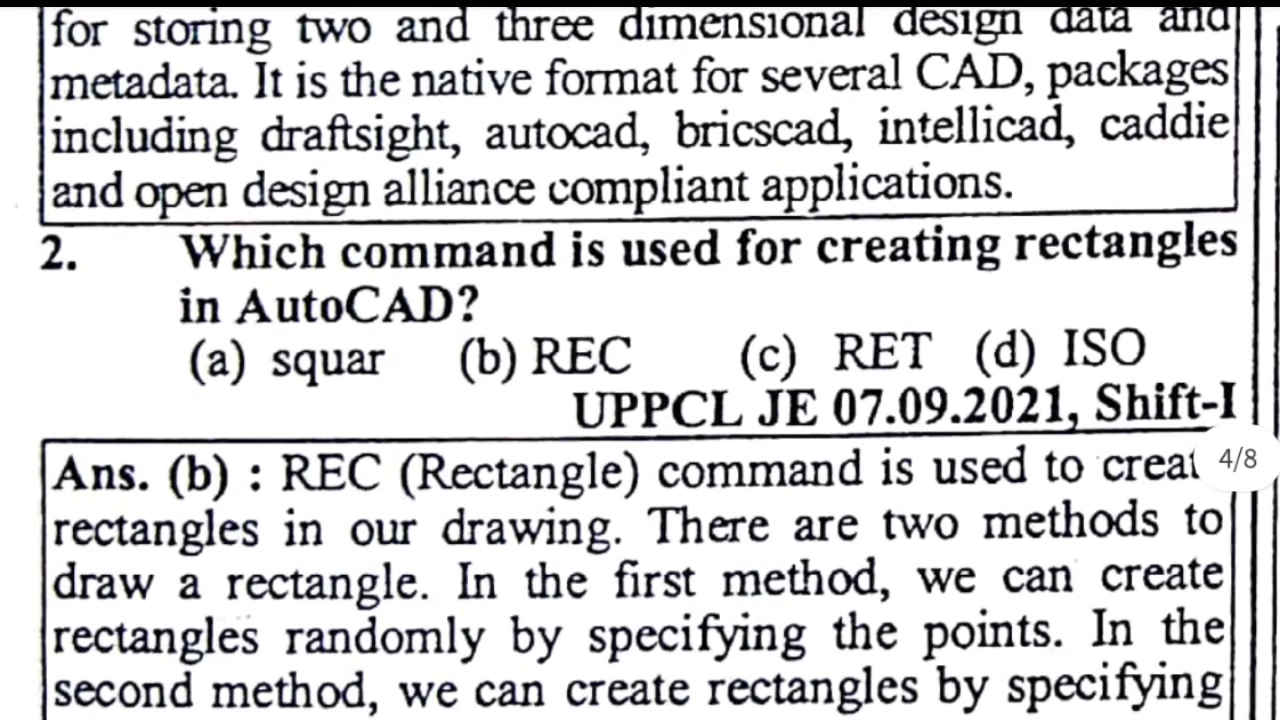 for storing two and three dimensional design data and
metadata. It is the native format for several CAD, packages
including draftsight, autocad, bricscad, intellicad, caddie
and open design alliance compliant applications.
2. Which command is used for creating rectangles
in AutoCAD?
(a) squar (b) REC (c) RET (d) ISO
UPPCL JE 07.09.2021, Shift-I
Ans. (b) : REC (Rectangle) command is used to creat
4/8
rectangles in our drawing. There are two methods to
draw a rectangle. In the first method, we can create
rectangles randomly by specifying the points. In the
second method, we can create rectangles by specifying